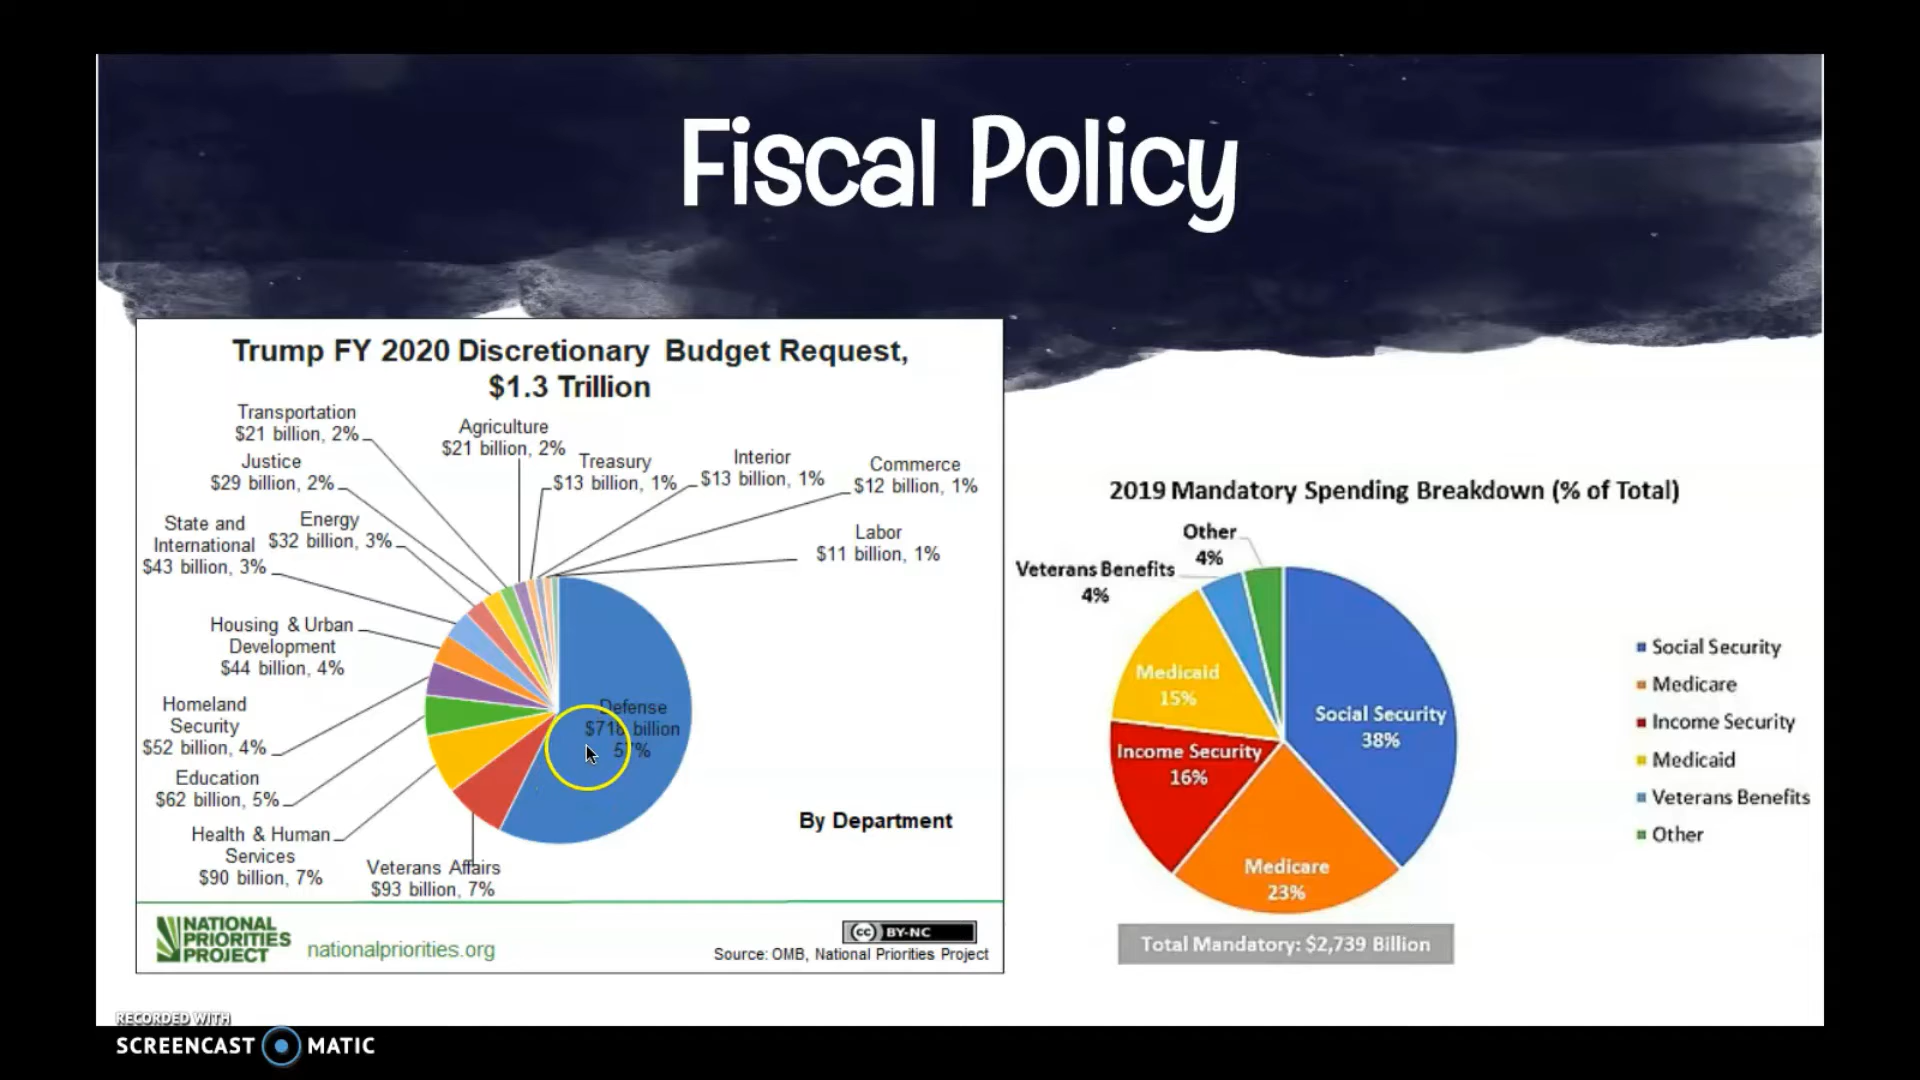 Fiscal Policy
Trump FY 2020 Discretionary Budget Request,
$1.3 Trillion
Transportation
$21 billion, 2%
Agriculture
$21 billion, 2%
Treasury
$13 billion, 1%
Interior
$13 billion, 1%
Commerce
$12 billion, 1%
Justice
$29 billion, 2%
Energy
$32 billion, 3%
State and
International
$43 billion, 3%
Labor
$11 billion, 1%
Housing & Urban
Development
$44 billion, 4%
Homeland
Security
$52 billion, 4%
Defense
billion
57%
Education
$62 billion, 5%
Health & Human
Services
$90 billion, 7%
Veterans Affairs
$93 billion, 7%
By Department
NATIONAL
PRIORITIES
PROJECT
nationalpriorities.org
cc BY-NC
Source: OMB, National Priorities Project
2019 Mandatory Spending Breakdown (% of Total)
Other
4%
Veterans Benefits
4%
Medicaid
15%
Social Security
38%
Income Security
16%
Medicare
23%
Social Security
Medicare
Income Security
Medicaid
Veterans Benefits
Other
Total Mandatory: $2,739 Billion
RECORDED WITH
SCREENCAST MATIC